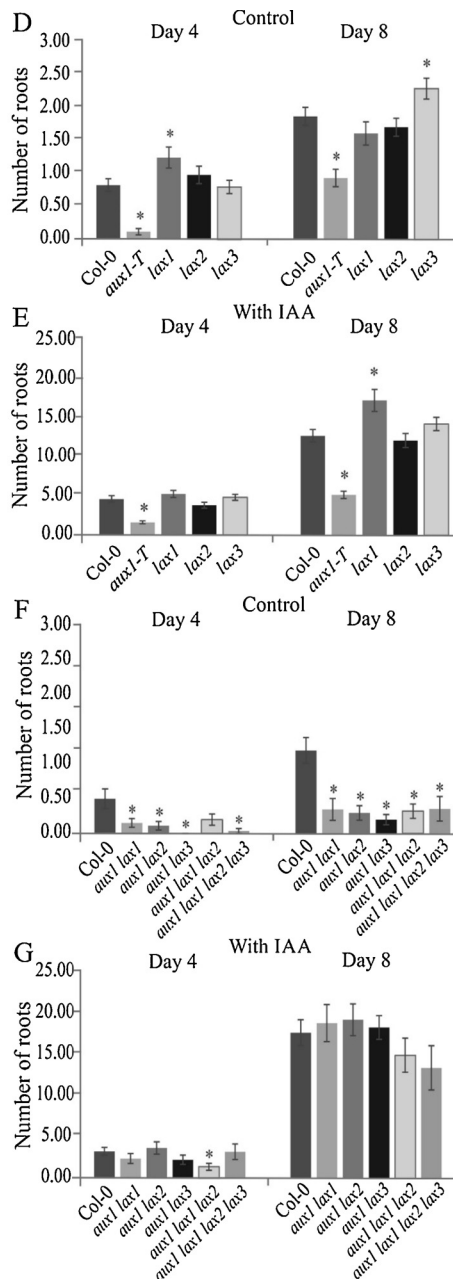 D
Control
Day 4
Day 8
Number of roots
3.00
2.50
2.00
1.50
1.00
0.50
0.00
*
*
*
*
Col-0
aux1-T
lax1
lax2
lax3
Col-0
aux1-T
lax1
lax2
lax3
E
With IAA
Day 4
Day 8
Number of roots
25.00
20.00
15.00
10.00
5.00
0.00
*
*
*
Col-0
aux1-T
lax1
lax2
lax3
Col-0
aux1-T
lax1
lax2
lax3
F
Control
Day 4
Day 8
Number of roots
3.00
2.50
2.00
1.50
1.00
0.50
0.00
*
*
*
*
*
*
*
*
*
Col-0
aux1 lax1
aux1 lax2
aux1 lax3
aux1 lax1 lax2
aux1 lax1 lax2 lax3
Col-0
aux1 lax1
aux1 lax2
aux1 lax3
aux1 lax1 lax2
aux1 lax1 lax2 lax3
G
With IAA
Day 4
Day 8
Number of roots
25.00
20.00
15.00
10.00
5.00
0.00
*
Col-0
aux1 lax1
aux1 lax2
aux1 lax3
aux1 lax1 lax2
aux1 lax1 lax2 lax3
Col-0
aux1 lax1
aux1 lax2
aux1 lax3
aux1 lax1 lax2
aux1 lax1 lax2 lax3